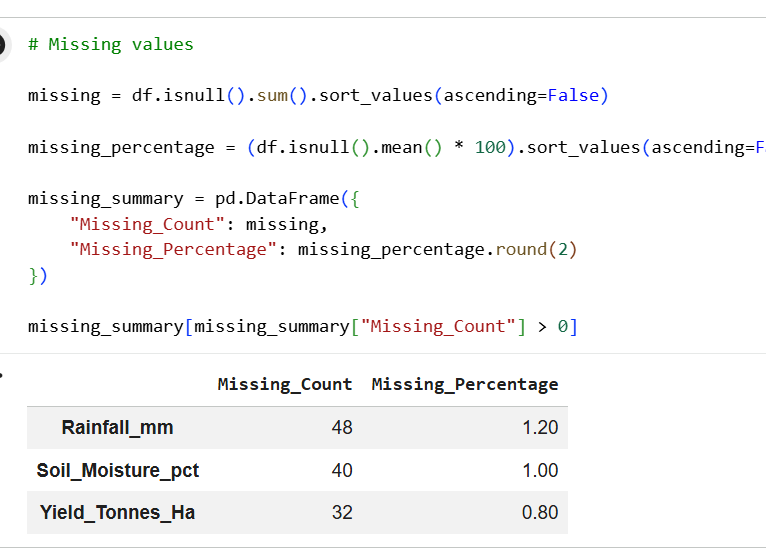 # Missing values
missing = df.isnull().sum().sort_values(ascending=False)
missing_percentage = (df.isnull().mean() * 100).sort_values(ascending=F
missing_summary = pd.DataFrame({
    "Missing_Count": missing,
    "Missing_Percentage": missing_percentage.round(2)
})
missing_summary[missing_summary["Missing_Count"] > 0]
Missing_Count Missing_Percentage
Rainfall_mm 48 1.20
Soil_Moisture_pct 40 1.00
Yield_Tonnes_Ha 32 0.80